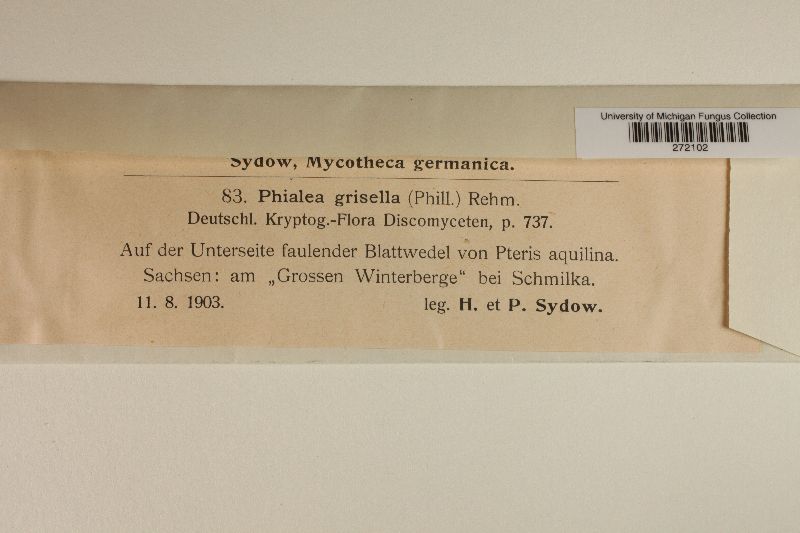 University of Michigan Fungus Collection
272102
Sydow, Mycotheca germanica.
83. Phialea grisella (Phill.) Rehm.
Deutschl. Kryptog.-Flora Discomyceten, p. 737.
Auf der Unterseite faulender Blattwedel von Pteris aquilina.
Sachsen: am „Grossen Winterberge“ bei Schmilka.
11. 8. 1903. leg. H. et P. Sydow.